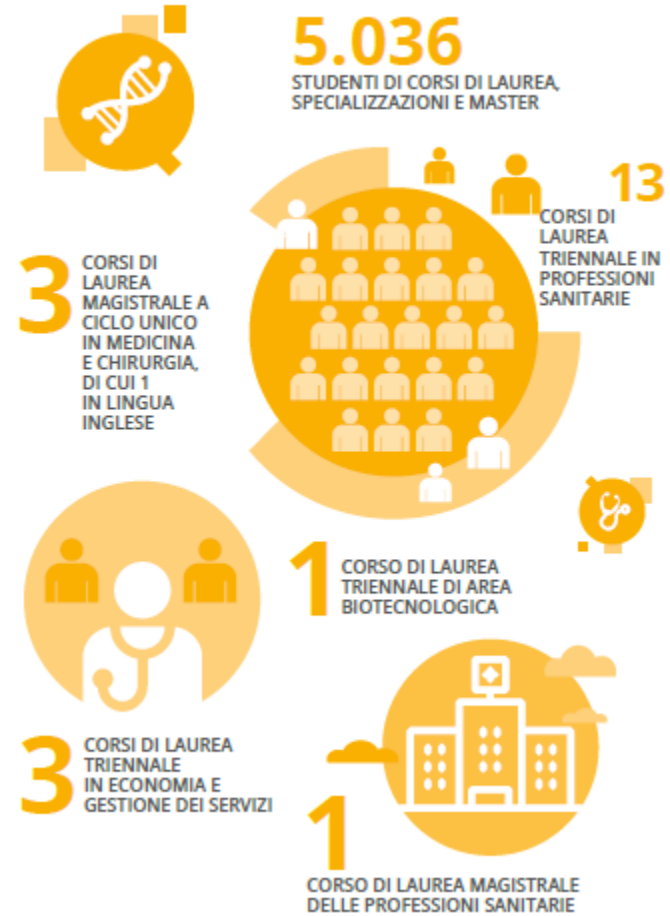 5.036
STUDENTI DI CORSI DI LAUREA,
SPECIALIZZAZIONI E MASTER
13
CORSI DI
LAUREA
TRIENNALE IN
PROFESSIONI
SANITARIE
3
CORSI DI
LAUREA
MAGISTRALE A
CICLO UNICO
IN MEDICINA
E CHIRURGIA,
DI CUI 1
IN LINGUA
INGLESE
1
CORSO DI LAUREA
TRIENNALE DI AREA
BIOTECNOLOGICA
3
CORSI DI LAUREA
TRIENNALE
IN ECONOMIA E
GESTIONE DEI SERVIZI
1
CORSO DI LAUREA MAGISTRALE
DELLE PROFESSIONI SANITARIE